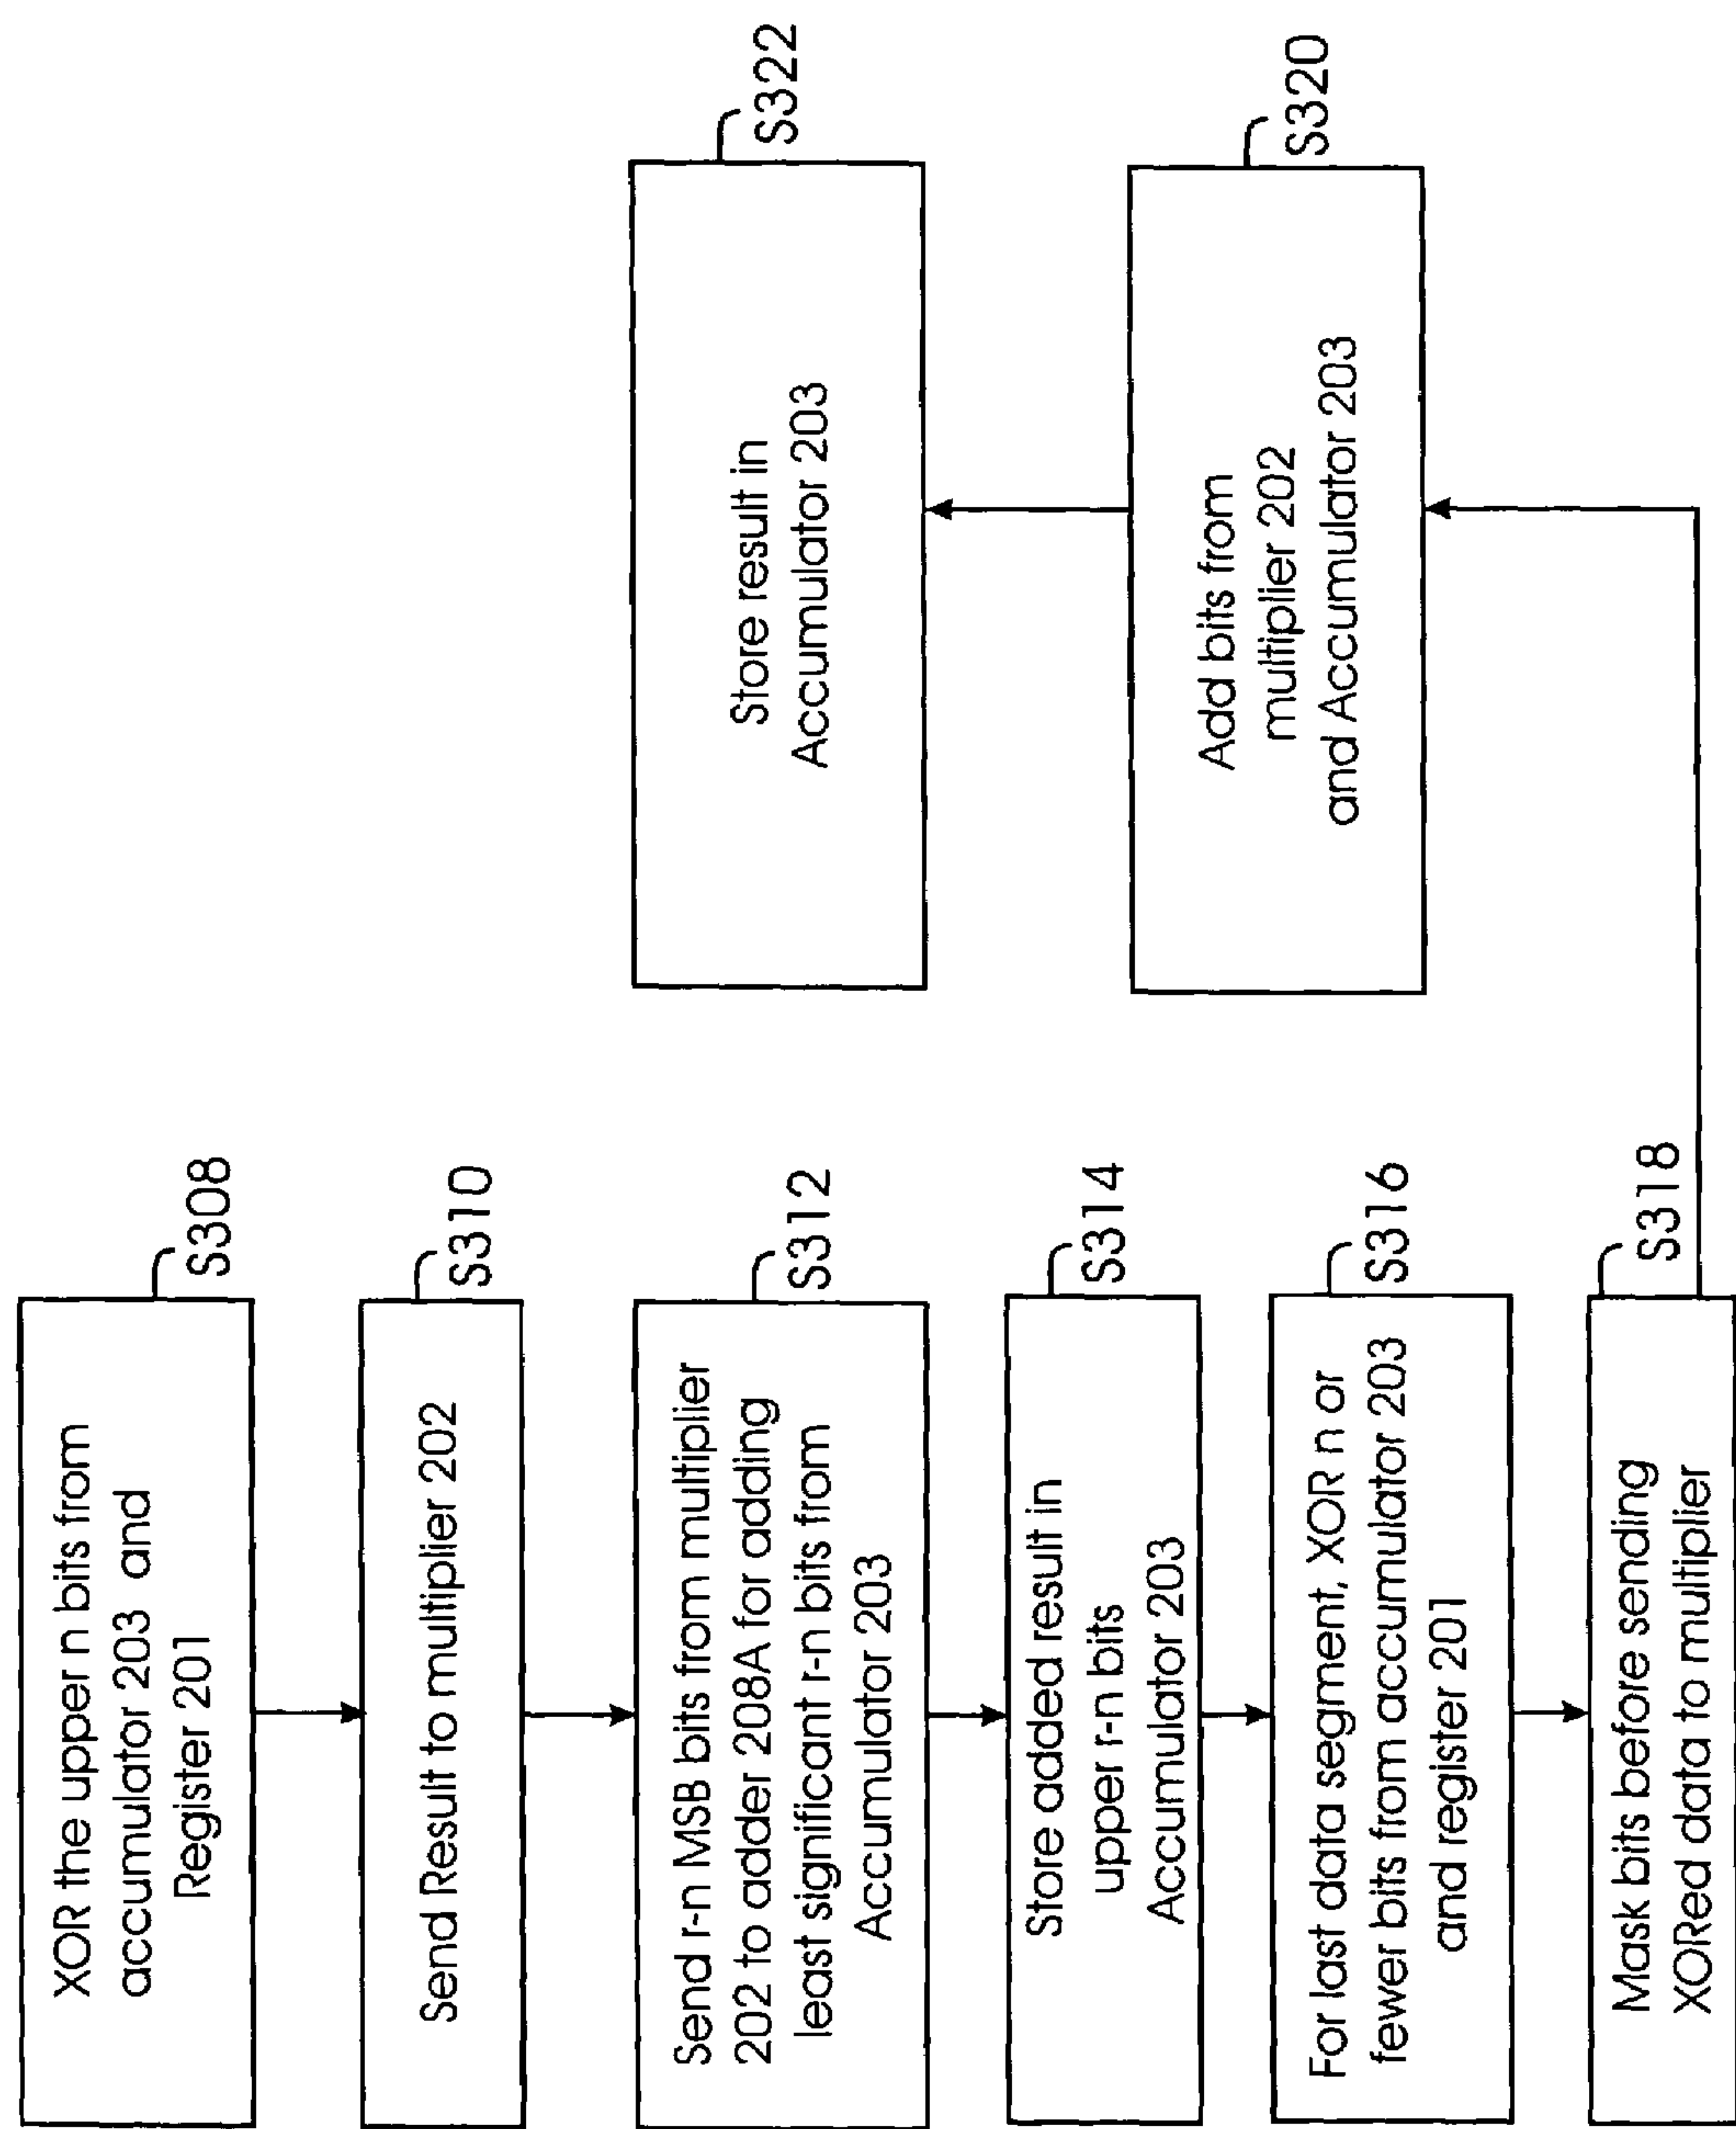 XOR the upper n bits from
accumulator 203 and
Register 201
S308
Send Result to multiplier 202
S310
Send r-n MSB bits from multiplier
202 to adder 208A for adding
least significant r-n bits from
Accumulator 203
S312
Store added result in
upper r-n bits
Accumulator 203
S314
For last data segment, XOR n or
fewer bits from accumulator 203
and register 201
S316
Mask bits before sending
XORed data to multiplier
S318
Add bits from
multiplier 202
and Accumulator 203
S320
Store result in
Accumulator 203
S322